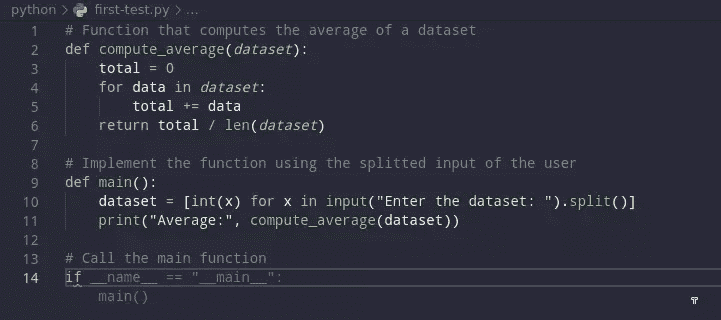 python > first-test.py > ...
1 # Function that computes the average of a dataset
2 def compute_average(dataset):
3     total = 0
4     for data in dataset:
5         total += data
6     return total / len(dataset)
7
8 # Implement the function using the splitted input of the user
9 def main():
10     dataset = [int(x) for x in input("Enter the dataset: ").split()]
11     print("Average:", compute_average(dataset))
12
13 # Call the main function
14 if __name__ == "__main__":
    main()